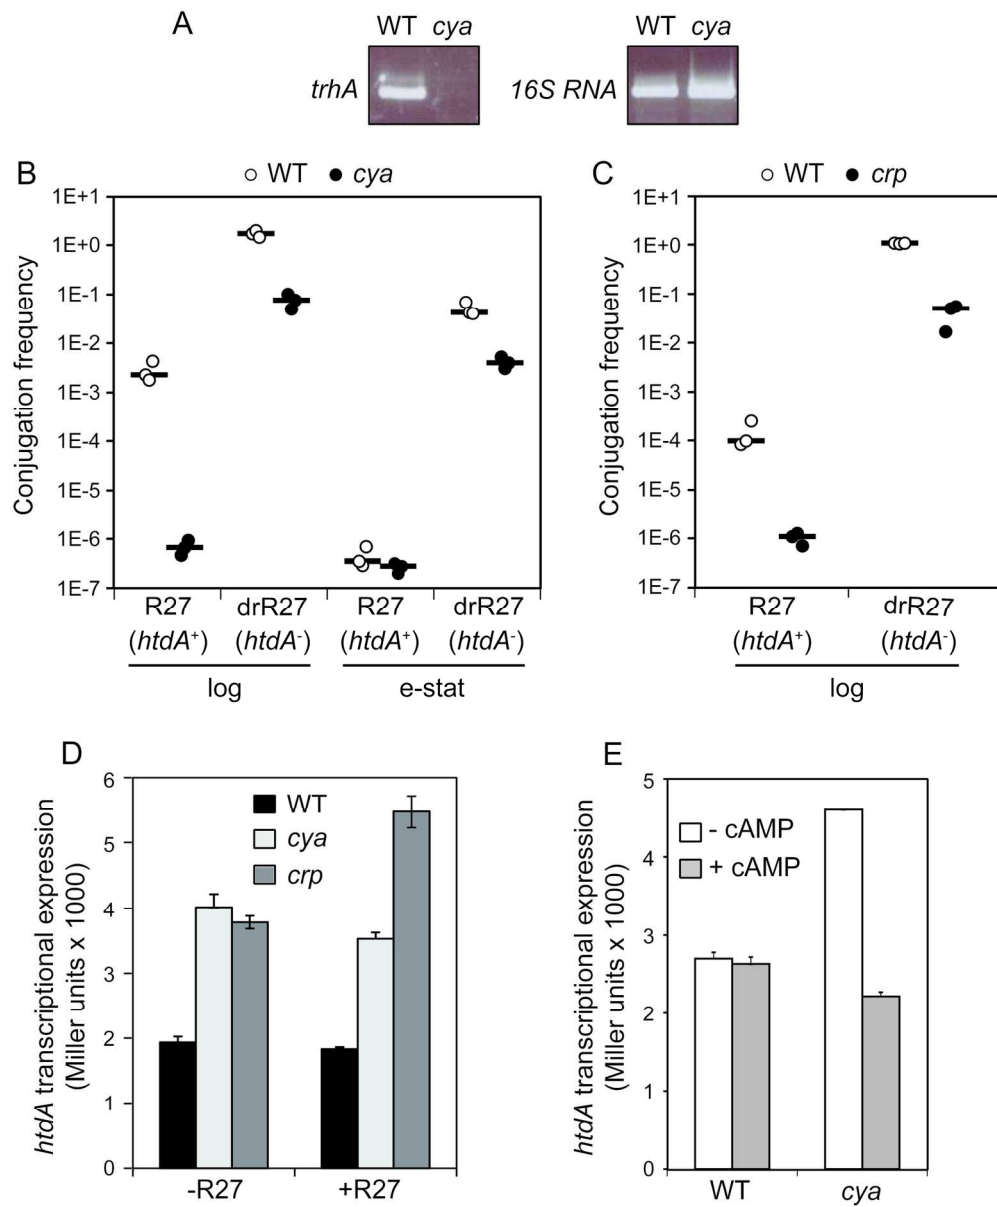 A
WT cya
trhA
WT cya
16S RNA
B
WT cya
Conjugation frequency
1E+1
1E+0
1E-1
1E-2
1E-3
1E-4
1E-5
1E-6
1E-7
R27 drR27 R27 drR27
(htdA+) (htdA-) (htdA+) (htdA-)
log e-stat
C
WT crp
Conjugation frequency
1E+1
1E+0
1E-1
1E-2
1E-3
1E-4
1E-5
1E-6
1E-7
R27 drR27
(htdA+) (htdA-)
log
D
htdA transcriptional expression
(Miller units x 1000)
6
5
4
3
2
1
0
WT
cya
crp
-R27 +R27
E
htdA transcriptional expression
(Miller units x 1000)
5
4
3
2
1
0
- cAMP
+ cAMP
WT cya